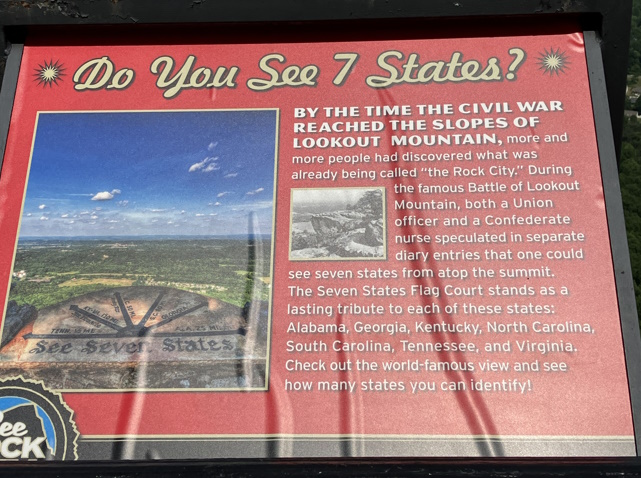 Do You See 7 States?
BY THE TIME THE CIVIL WAR
REACHED THE SLOPES OF
LOOKOUT MOUNTAIN, more and
more people had discovered what was
already being called "the Rock City." During
the famous Battle of Lookout
Mountain, both a Union
officer and a Confederate
nurse speculated in separate
diary entries that one could
see seven states from atop the summit.
The Seven States Flag Court stands as a
lasting tribute to each of these states:
Alabama, Georgia, Kentucky, North Carolina,
South Carolina, Tennessee, and Virginia.
Check out the world-famous view and see
how many states you can identify!
See Seven States
See